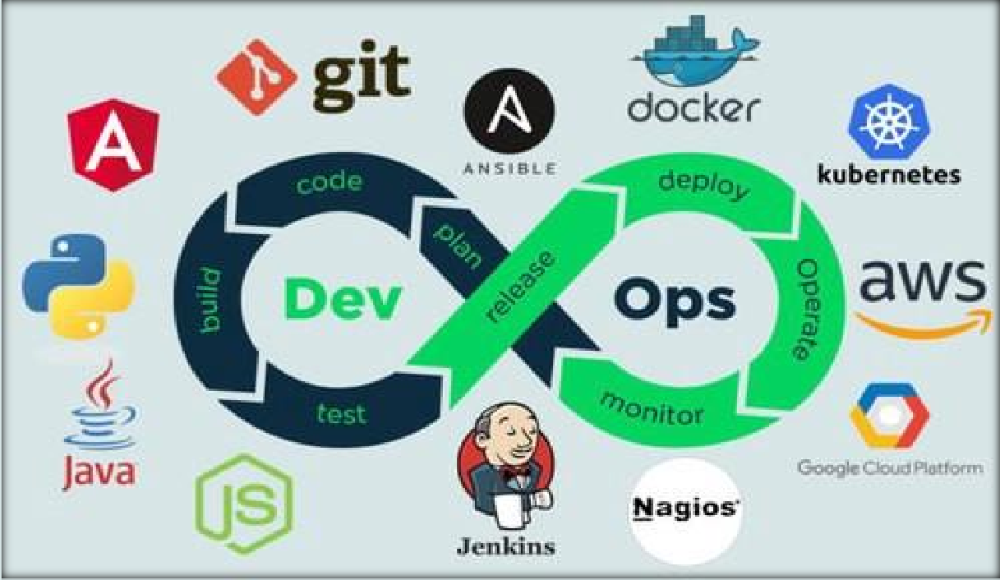 git
docker
ANSIBLE
kubernetes
A
code
deploy
plan
build
Dev
release
Ops
Operate
aws
test
monitor
Java
JS
Jenkins
Nagios®
Google Cloud Platform